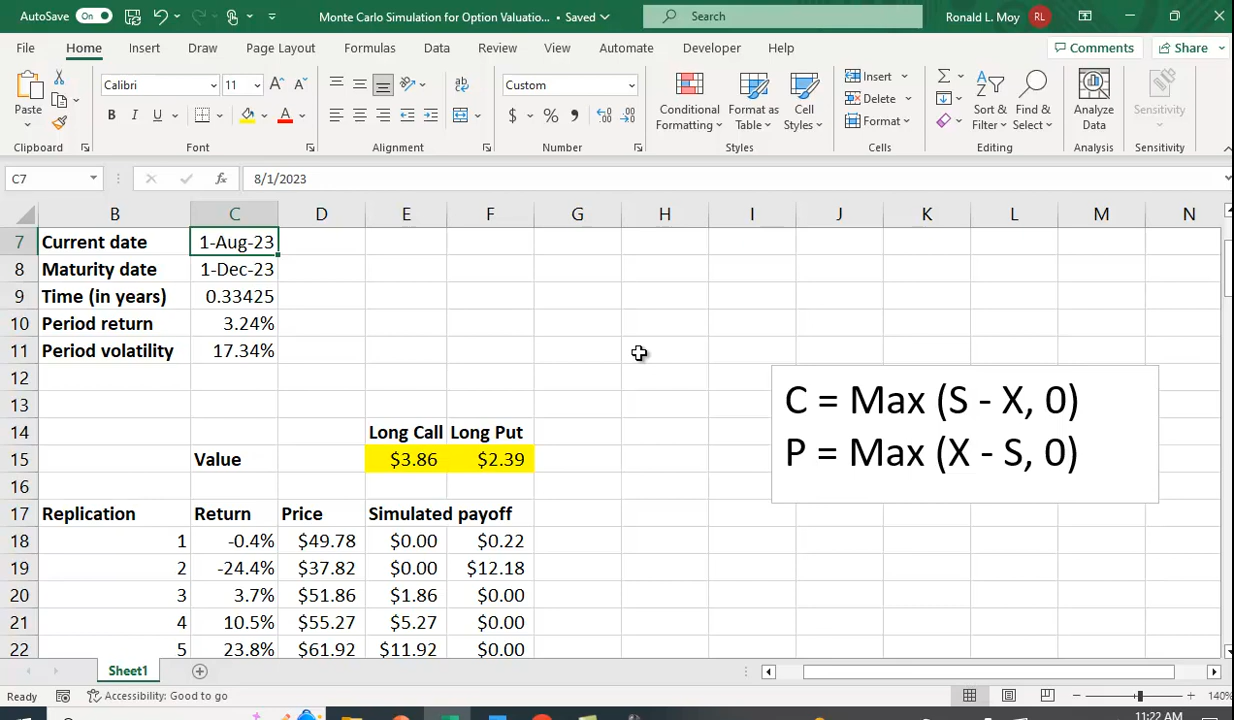 AutoSave On Monte Carlo Simulation for Option Valuatio... • Saved Search Ronald L. Moy RL
File Home Insert Draw Page Layout Formulas Data Review View Automate Developer Help Comments Share
Paste Calibri 11 A A Custom Conditional Formatting Format as Table Cell Styles Insert Delete Format Sort & Filter Find & Select Analyze Data Sensitivity
B I U A $ % 9
Clipboard Font Alignment Number Styles Cells Editing Analysis Sensitivity
C7 fx 8/1/2023
B C D E F G H I J K L M N
7 Current date 1-Aug-23
8 Maturity date 1-Dec-23
9 Time (in years) 0.33425
10 Period return 3.24%
11 Period volatility 17.34%
12
13
C = Max (S - X, 0)
P = Max (X - S, 0)
14 Long Call Long Put
15 Value $3.86 $2.39
16
17 Replication Return Price Simulated payoff
18 1 -0.4% $49.78 $0.00 $0.22
19 2 -24.4% $37.82 $0.00 $12.18
20 3 3.7% $51.86 $1.86 $0.00
21 4 10.5% $55.27 $5.27 $0.00
22 5 23.8% $61.92 $11.92 $0.00
Sheet1
Ready Accessibility: Good to go 140%
11:22 AM